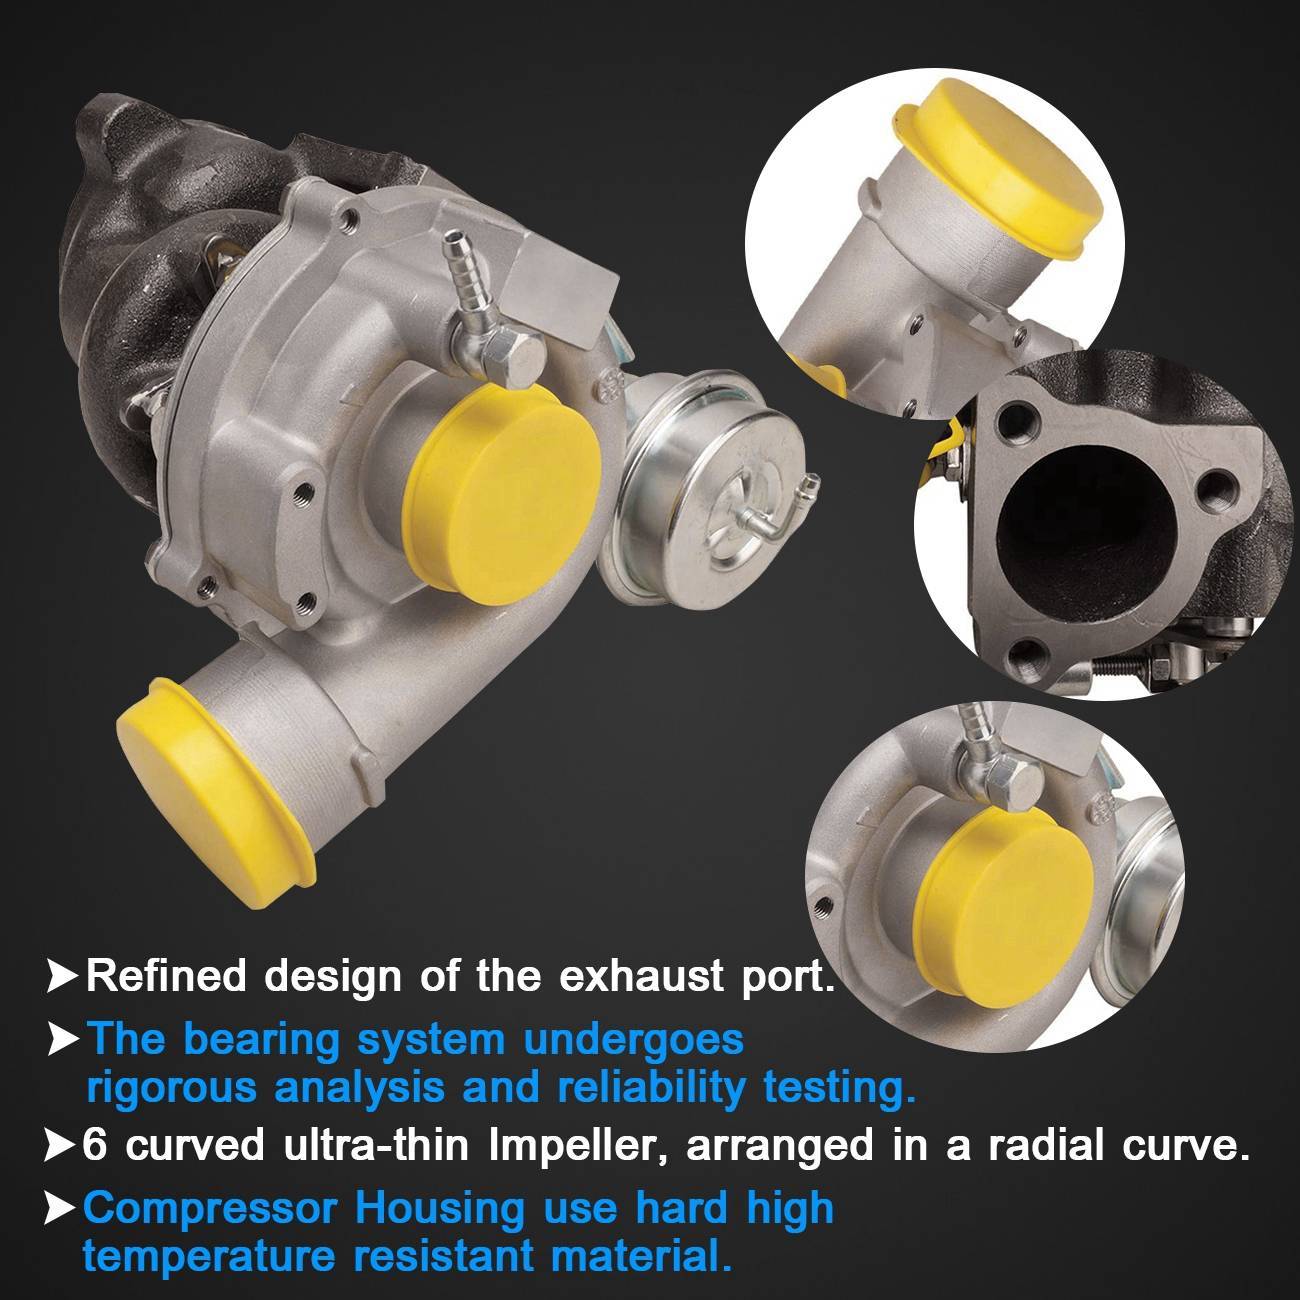 Refined design of the exhaust port.
The bearing system undergoes
rigorous analysis and reliability testing.
6 curved ultra-thin Impeller, arranged in a radial curve.
Compressor Housing use hard high
temperature resistant material.